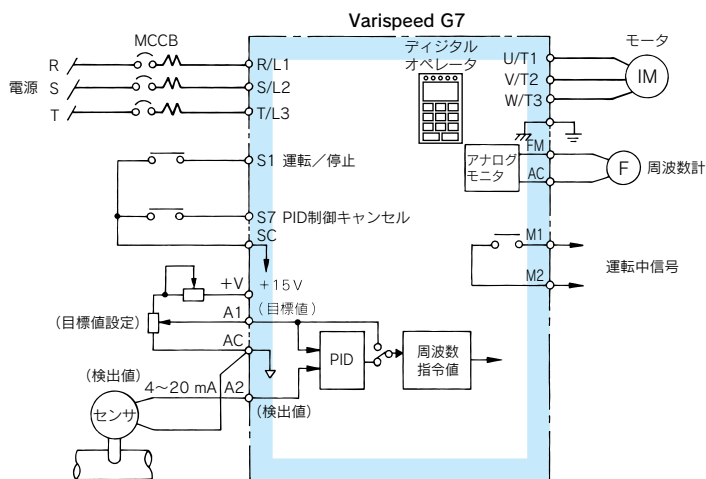 Varispeed G7
MCCB
ディジタル
オペレータ
モータ
電源
R
S
T
R/L1
S/L2
T/L3
U/T1
V/T2
W/T3
IM
S1 運転／停止
アナログ
モニタ
FM
AC
F
周波数計
S7 PID制御キャンセル
SC
M1
M2
運転中信号
+V
+15V
(目標値)
A1
(目標値設定)
AC
PID
周波数
指令値
(検出値)
4～20 mA
A2
(検出値)
センサ